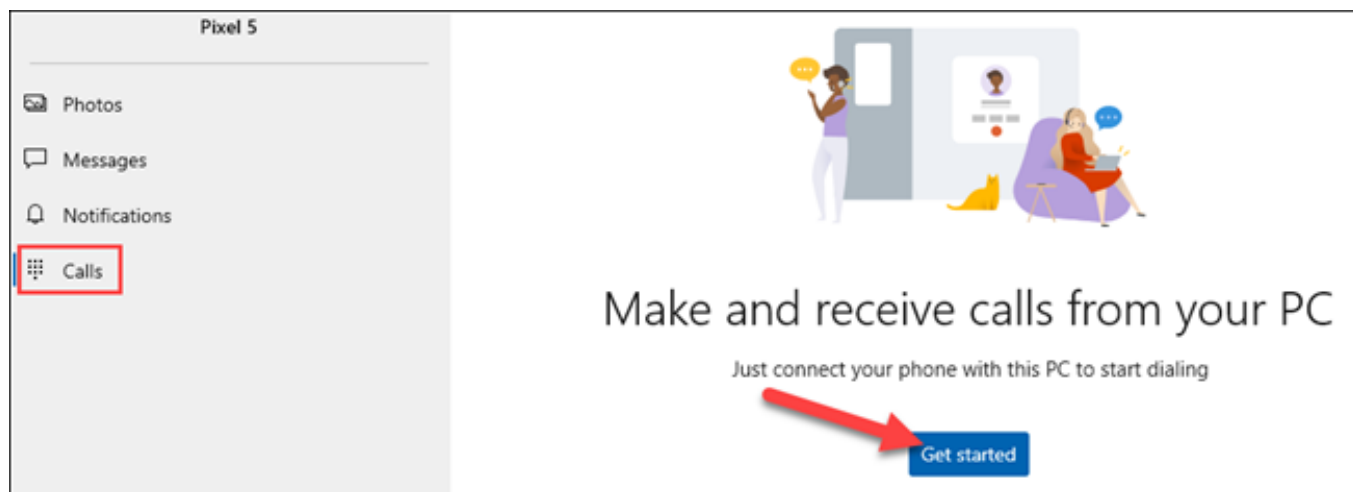 Pixel 5
Photos
Messages
Notifications
Calls
Make and receive calls from your PC
Just connect your phone with this PC to start dialing
Get started